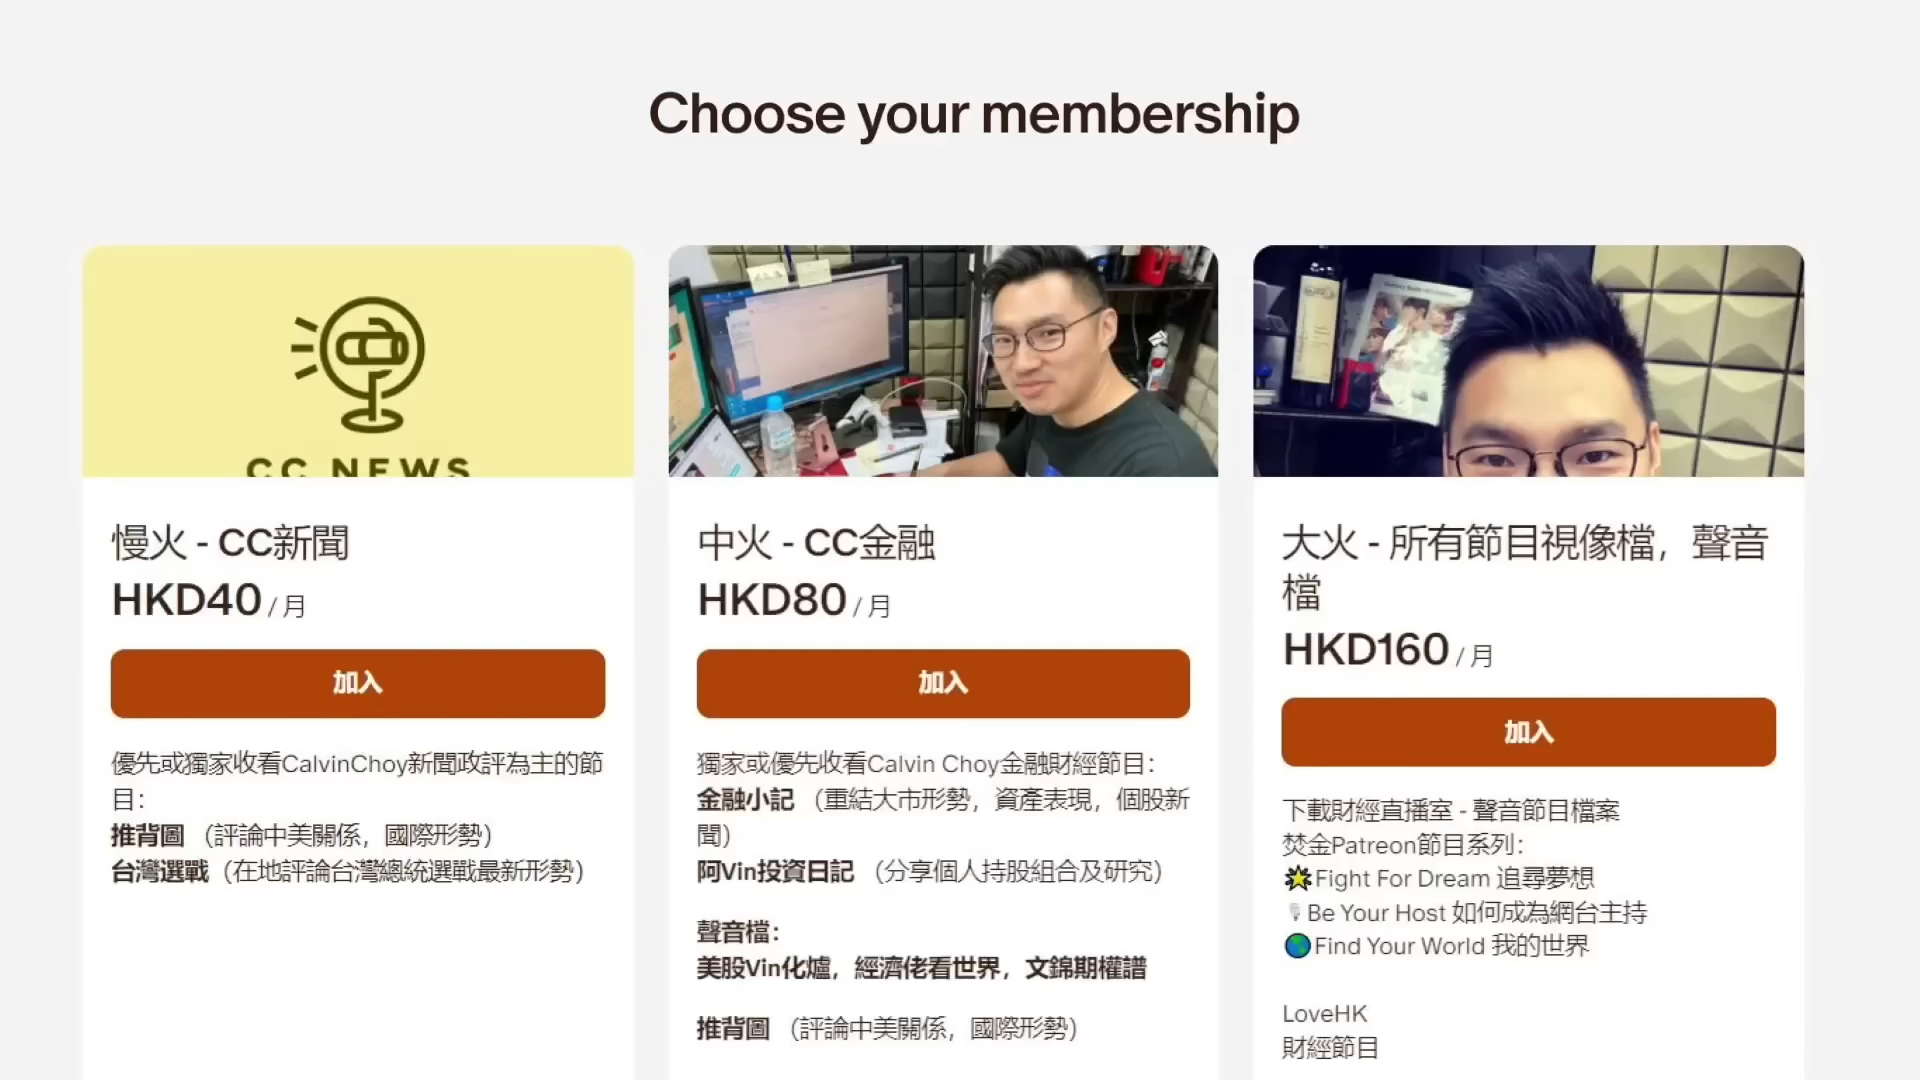 Choose your membership
CC NEWS
慢火 - CC新聞
HKD40 / 月
加入
優先或獨家收看CalvinChoy新聞政評為主的節
目：
推背圖 （評論中美關係，國際形勢）
台灣選戰（在地評論台灣總統選戰最新形勢）
中火 - CC金融
HKD80 / 月
加入
獨家或優先收看Calvin Choy金融財經節目：
金融小記 （重結大市形勢，資產表現，個股新
聞）
阿Vin投資日記 （分享個人持股組合及研究）
聲音檔：
美股Vin化爐，經濟佬看世界，文錦期權譜
推背圖 （評論中美關係，國際形勢）
大火 - 所有節目視像檔，聲音
檔
HKD160 / 月
加入
下載財經直播室 - 聲音節目檔案
焚金Patreon節目系列：
🌟Fight For Dream 追尋夢想
🎙Be Your Host 如何成為網台主持
🌏Find Your World 我的世界
LoveHK
財經節目